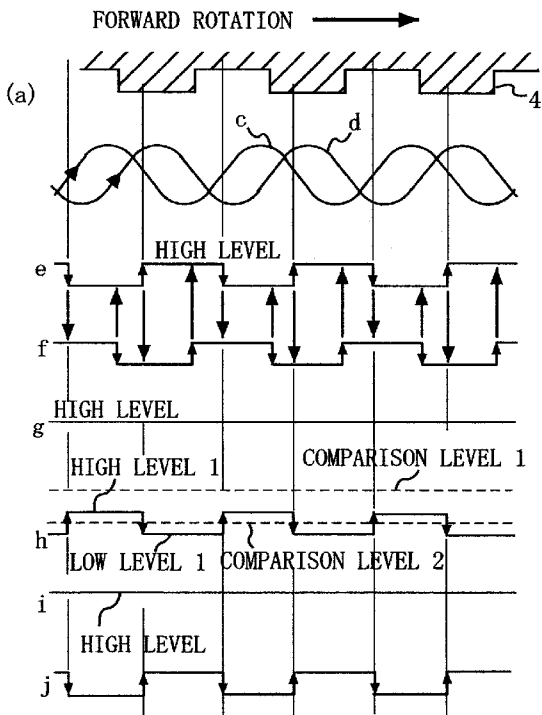 FORWARD ROTATION
(a)
4
c
d
HIGH LEVEL
e
f
HIGH LEVEL
g
HIGH LEVEL 1
COMPARISON LEVEL 1
h
LOW LEVEL 1
COMPARISON LEVEL 2
i
HIGH LEVEL
j